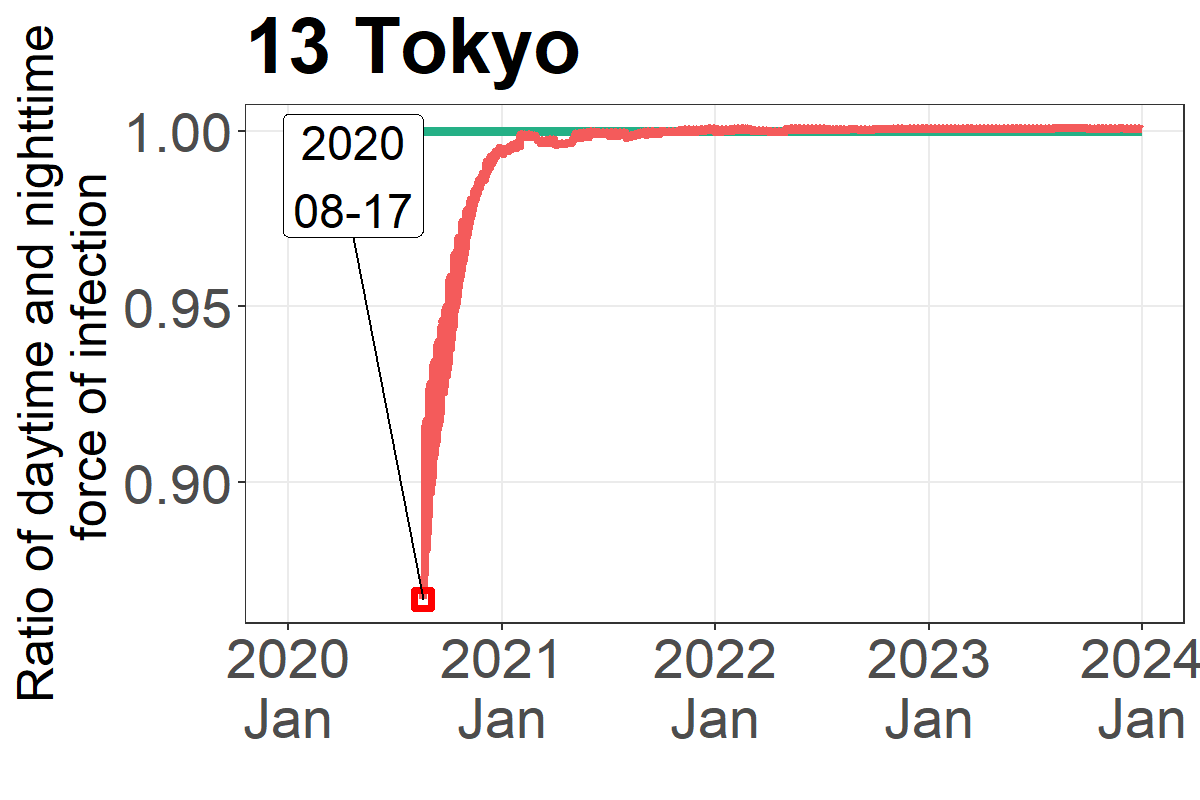 13 Tokyo
Ratio of daytime and nighttime
force of infection
1.00
0.95
0.90
2020
08-17
2020
Jan
2021
Jan
2022
Jan
2023
Jan
2024
Jan